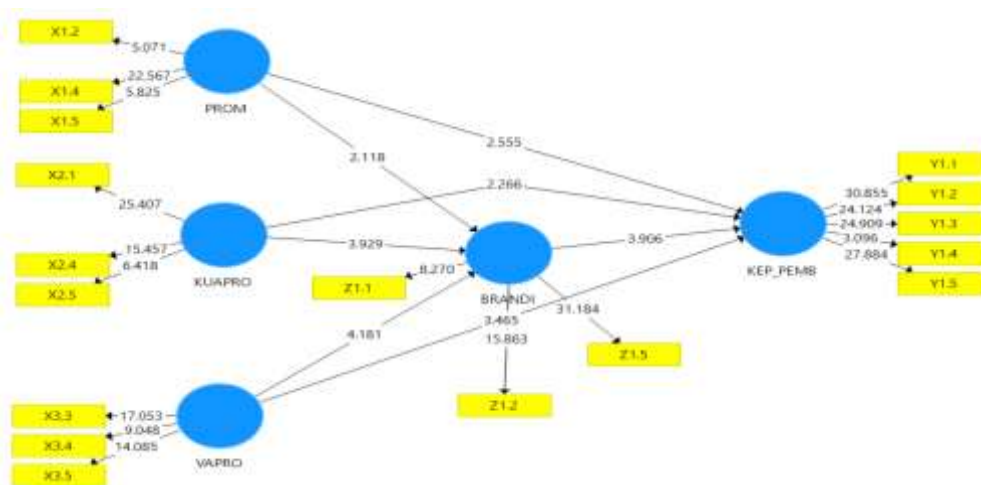 X1.2
5.071
X1.4
22.567
X1.5
5.825
PROM
2.118
2.555
X2.1
25.407
X2.4
15.457
X2.5
6.418
KUAPRO
2.266
3.929
Z1.1
8.270
BRANDI
3.906
3.465
15.863
31.184
Z1.5
Z1.2
4.181
X3.3
17.053
X3.4
9.048
X3.5
14.085
VAPRO
KEP_PEMB
Y1.1
30.855
Y1.2
24.124
Y1.3
24.909
Y1.4
3.096
Y1.5
27.884